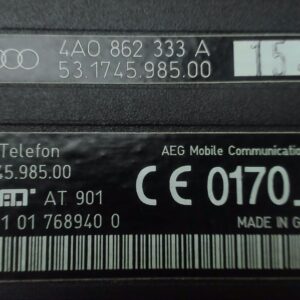 4A0 862 333 A
53.1745.985.00
15
Telefon
AEG Mobile Communication
45.985.00
AT 901
CE 0170
1 01 768940 0
MADE IN G